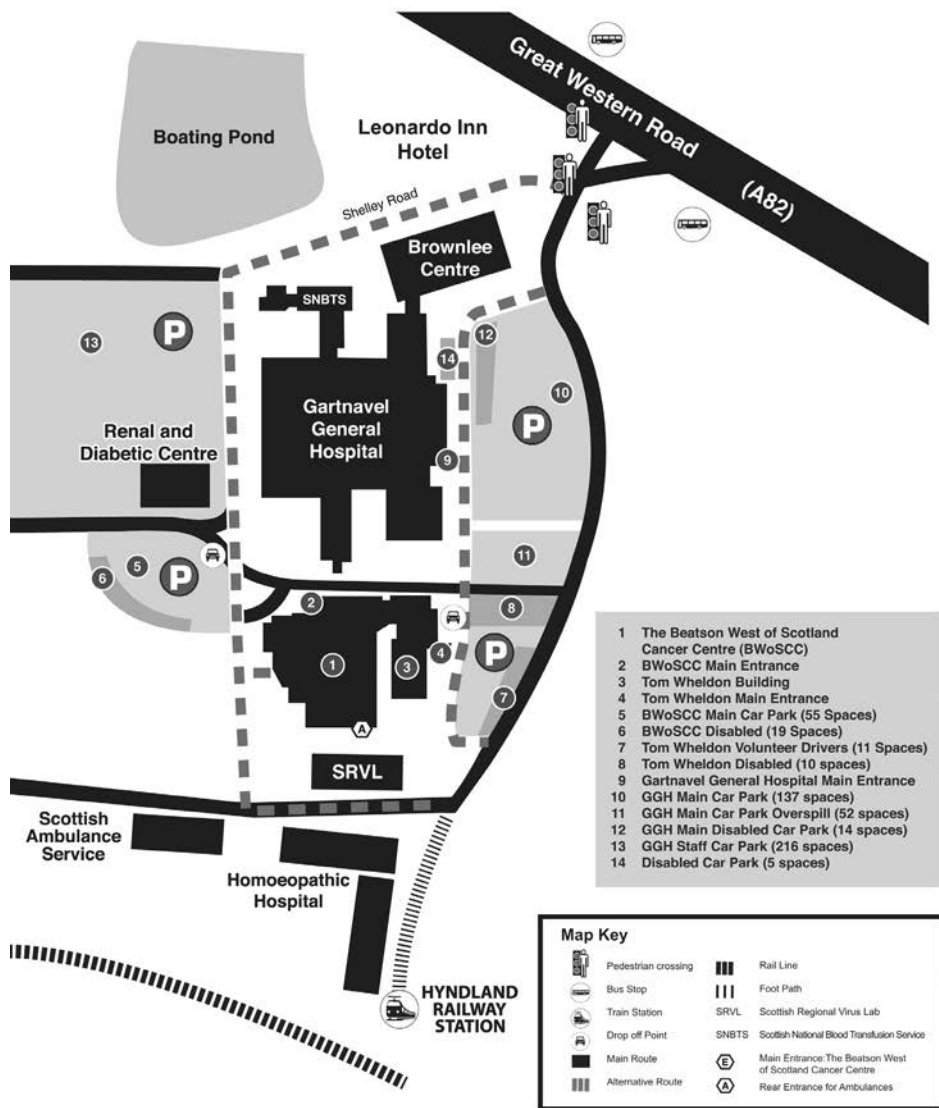 Great Western Road
(A82)
Boating Pond
Leonardo Inn
Hotel
Shelley Road
Brownlee
Centre
SNBTS
12
14
13
P
10
P
Gartnavel
General
Hospital
Renal and
Diabetic Centre
9
11
5
P
6
2
8
1
3
4
P
7
A
SRVL
Scottish
Ambulance
Service
Homoeopathic
Hospital
HYNDLAND
RAILWAY
STATION
1 The Beatson West of Scotland
Cancer Centre (BWoSCC)
2 BWoSCC Main Entrance
3 Tom Wheldon Building
4 Tom Wheldon Main Entrance
5 BWoSCC Main Car Park (55 Spaces)
6 BWoSCC Disabled (19 Spaces)
7 Tom Wheldon Volunteer Drivers (11 Spaces)
8 Tom Wheldon Disabled (10 spaces)
9 Gartnavel General Hospital Main Entrance
10 GGH Main Car Park (137 spaces)
11 GGH Main Car Park Overspill (52 spaces)
12 GGH Main Disabled Car Park (14 spaces)
13 GGH Staff Car Park (216 spaces)
14 Disabled Car Park (5 spaces)
Map Key
Pedestrian crossing
Bus Stop
Train Station
Drop off Point
Main Route
Alternative Route
Rail Line
Foot Path
SRVL Scottish Regional Virus Lab
SNBTS Scottish National Blood Transfusion Service
E Main Entrance:The Beatson West
of Scotland Cancer Centre
A Rear Entrance for Ambulances